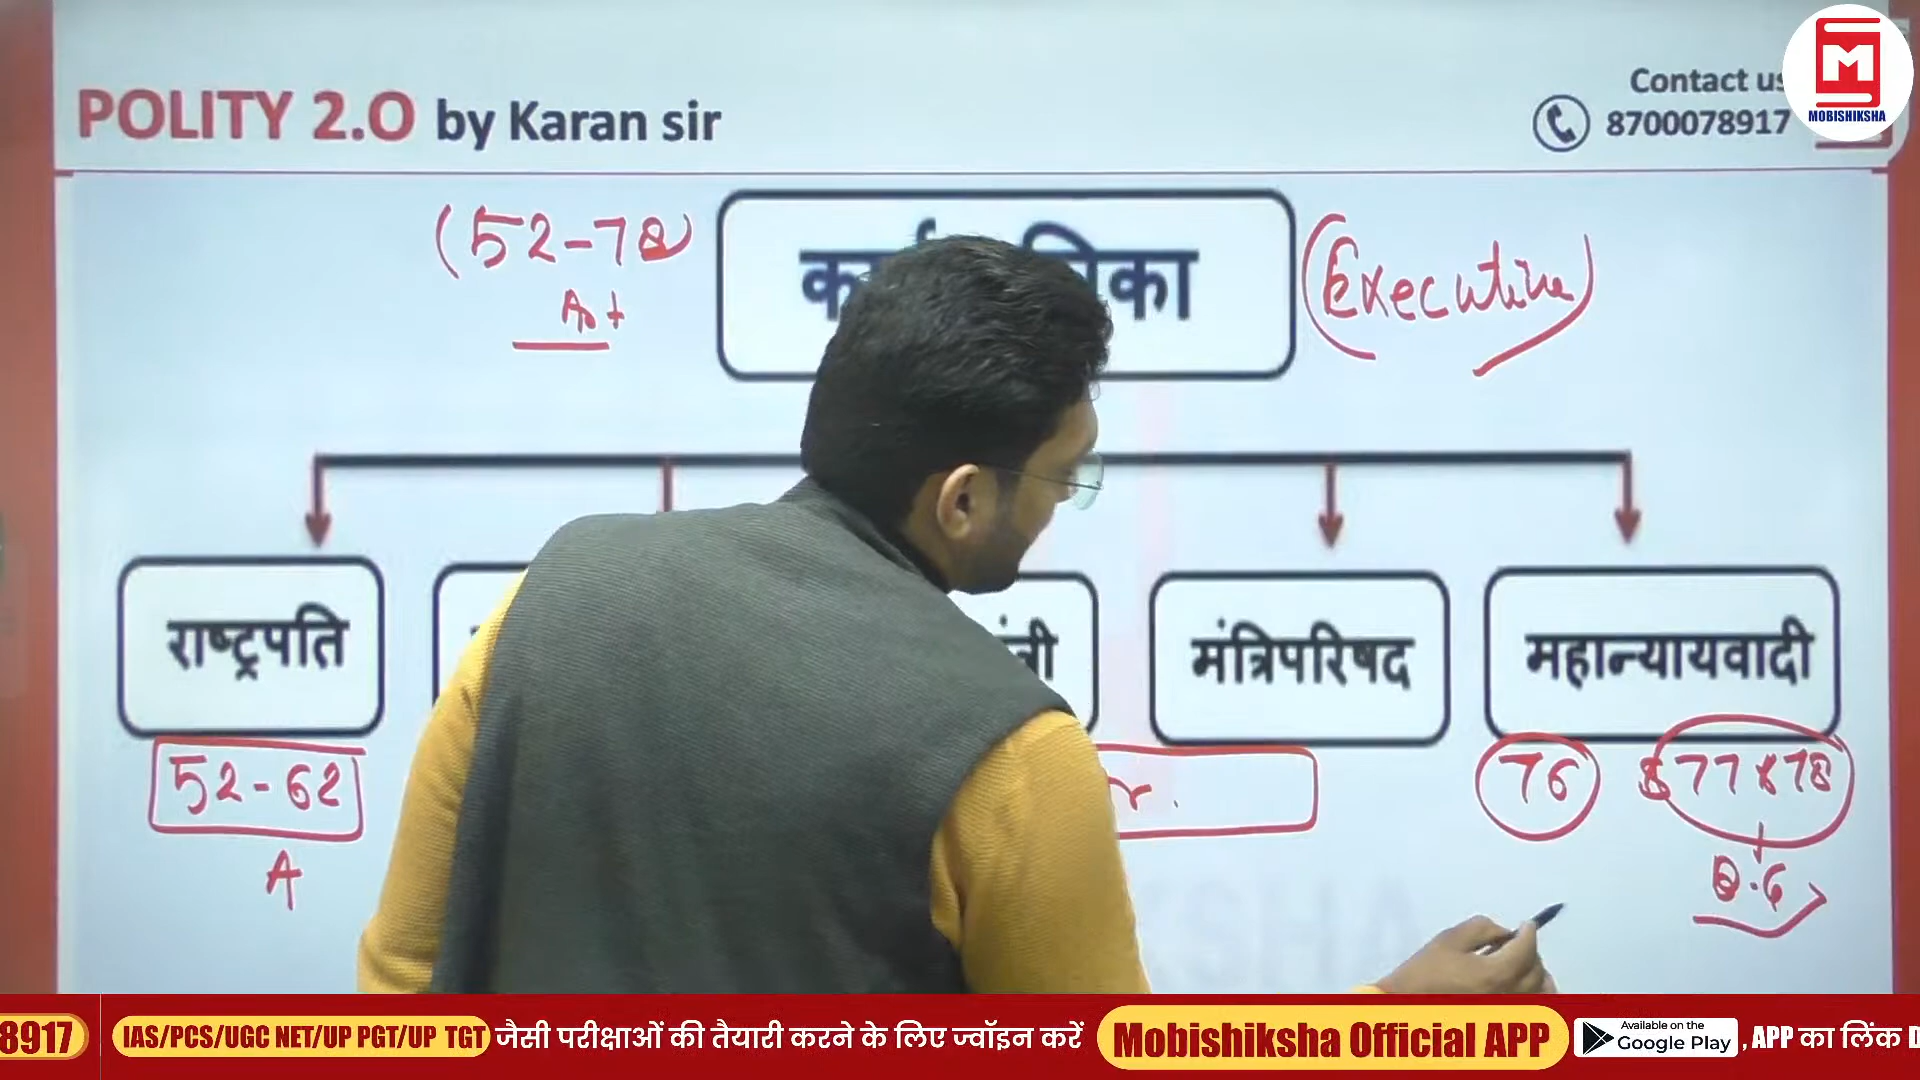 POLITY 2.O by Karan sir
Contact us
8700078917
MOBISHIKSHA
(52-78)
(Executive)
राष्ट्रपति
मंत्रिपरिषद
महान्यायवादी
52-62
A
76
77 & 78
8917
IAS/PCS/UGC NET/UP PGT/UP TGT जैसी परीक्षाओं की तैयारी करने के लिए ज्वॉइन करें Mobishiksha Official APP
Available on the
Google Play
, APP का लिंक D